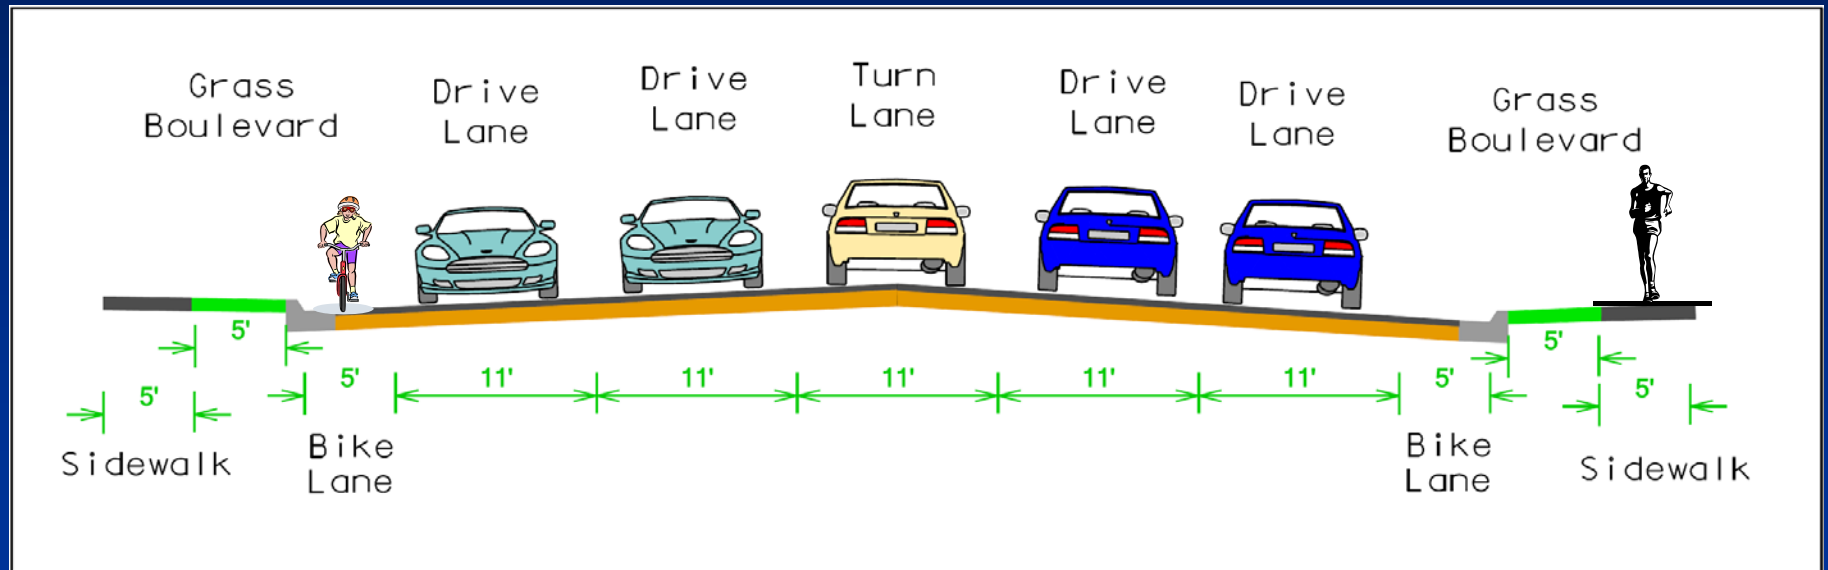 Grass
Boulevard
Drive
Lane
Drive
Lane
Turn
Lane
Drive
Lane
Drive
Lane
Grass
Boulevard
5'
5'
5'
5'
11'
11'
11'
11'
11'
5'
5'
5'
Sidewalk
Bike
Lane
Bike
Lane
Sidewalk